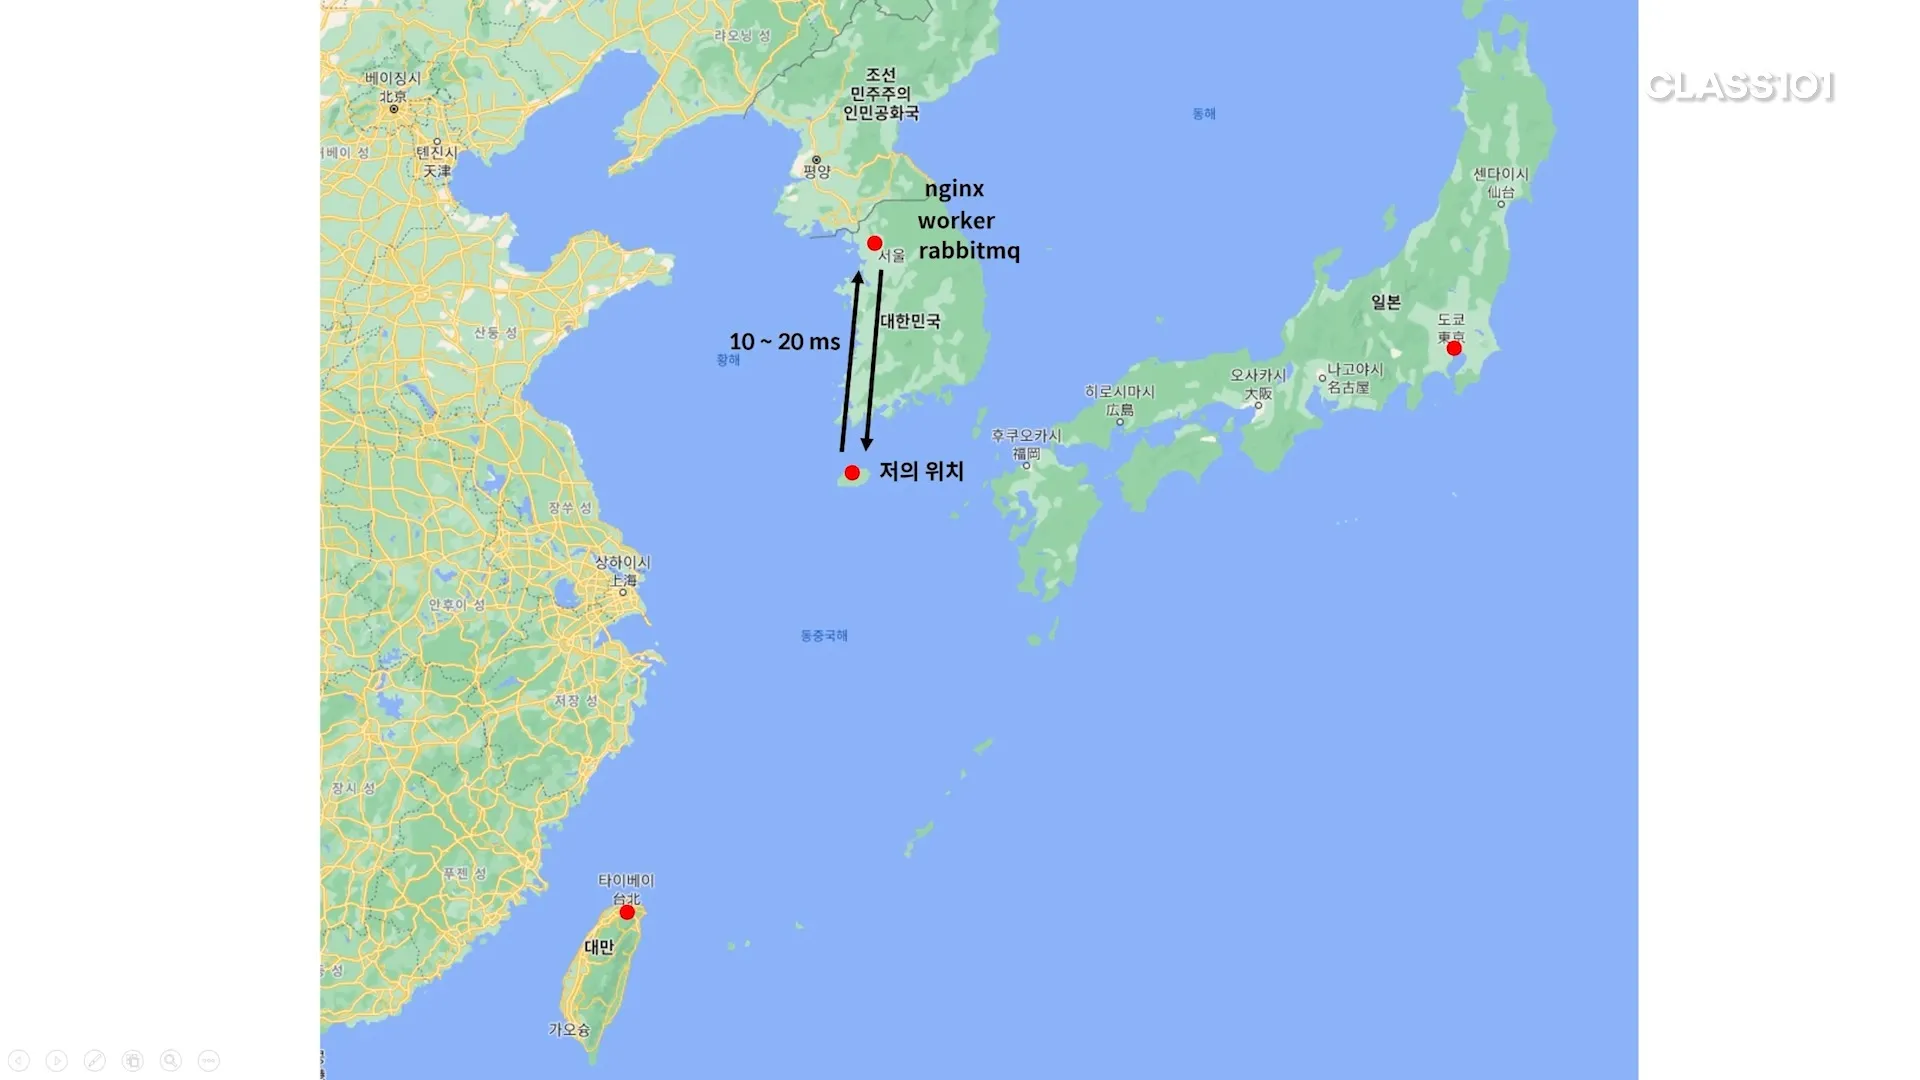 랴오닝 성
CLASS101
베이징시
北京
조선
민주주의
인민공화국
동해
텐진시
天津
평양
센다이시
仙台
nginx
worker
rabbitmq
서울
산둥 성
10 ~ 20 ms
황해
대한민국
일본
도쿄
東京
나고야시
名古屋
오사카시
大阪
히로시마시
広島
후쿠오카시
福岡
저의 위치
장쑤 성
상하이시
上海
안후이 성
동중국해
저장 성
장시 성
푸젠 성
타이베이
台北
대만
가오슝